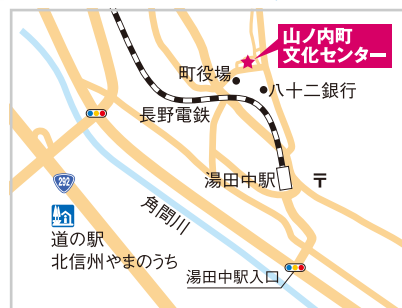 山ノ内町
文化センター
町役場
八十二銀行
長野電鉄
湯田中駅
〒
292
角間川
道の駅
北信州やまのうち
湯田中駅入口